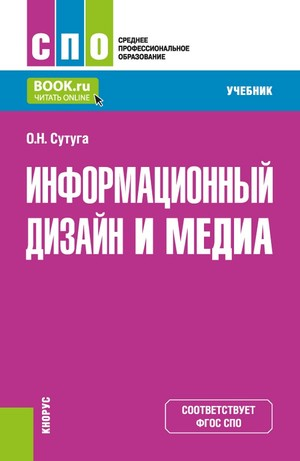 СПО
СРЕДНЕЕ
ПРОФЕССИОНАЛЬНОЕ
ОБРАЗОВАНИЕ
BOOK.ru
ЧИТАТЬ ONLINE
УЧЕБНИК
О.Н. Сутуга
ИНФОРМАЦИОННЫЙ
ДИЗАЙН И МЕДИА
СООТВЕТСТВУЕТ
ФГОС СПО
КНОРУС